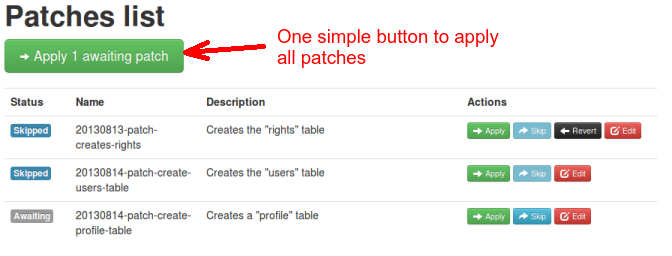 Patches list
Apply 1 awaiting patch
One simple button to apply
all patches
Status Name Description Actions
Skipped 20130813-patch- Creates the "rights" table Apply Skip Revert Edit
creates-rights
Skipped 20130814-patch-create- Creates the "users" table Apply Skip Edit
users-table
Awaiting 20130814-patch-create- Creates a "profile" table Apply Skip Edit
profile-table